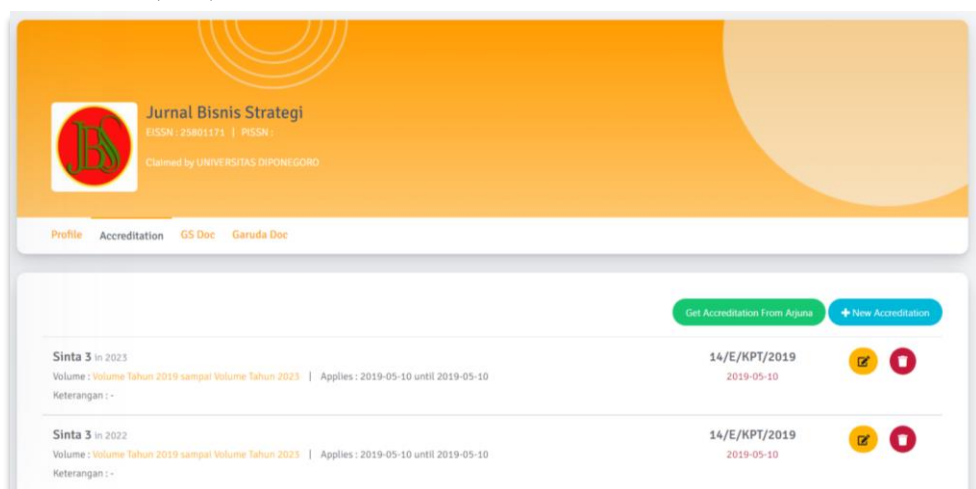 Jurnal Bisnis Strategi
EISSN : 25801171 | PISSN :
Claimed by UNIVERSITAS DIPONEGORO
JBS
Profile Accreditation GS Doc Garuda Doc
Get Accreditation From Arjuna + New Accreditation
Sinta 3 in 2023 14/E/KPT/2019
Volume : Volume Tahun 2019 sampai Volume Tahun 2023 | Applies : 2019-05-10 until 2019-05-10 2019-05-10
Keterangan : -
Sinta 3 in 2022 14/E/KPT/2019
Volume : Volume Tahun 2019 sampai Volume Tahun 2023 | Applies : 2019-05-10 until 2019-05-10 2019-05-10
Keterangan : -